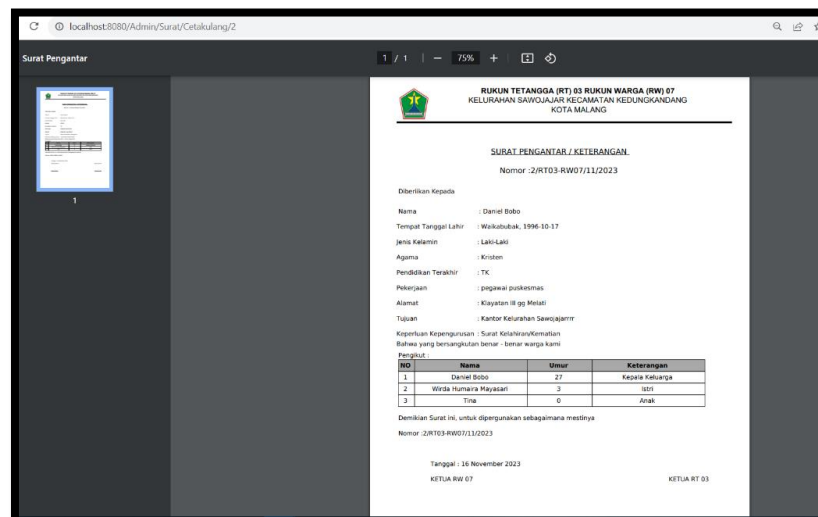 localhost:8080/Admin/Surat/Cetakulang/2
Surat Pengantar
1 / 1
75%
1
RUKUN TETANGGA (RT) 03 RUKUN WARGA (RW) 07
KELURAHAN SAWOJAJAR KECAMATAN KEDUNGKANDANG
KOTA MALANG
SURAT PENGANTAR / KETERANGAN
Nomor :2/RT03-RW07/11/2023
Diberiikan Kepada
Nama : Daniel Bobo
Tempat Tanggal Lahir : Waikabubak, 1996-10-17
Jenis Kelamin : Laki-Laki
Agama : Kristen
Pendidikan Terakhir : TK
Pekerjaan : pegawai puskesmas
Alamat : Klayatan III gg Melati
Tujuan : Kantor Kelurahan Sawojajarrrr
Keperluan Kepengurusan : Surat Kelahiran/Kematian
Bahwa yang bersangkutan benar - benar warga kami
Pengikut :
NO Nama Umur Keterangan
1 Daniel Bobo 27 Kepala Keluarga
2 Wirda Humaira Mayasari 3 Istri
3 Tina 0 Anak
Demikian Surat ini, untuk dipergunakan sebagaimana mestinya
Nomor :2/RT03-RW07/11/2023
Tanggal : 16 November 2023
KETUA RW 07 KETUA RT 03